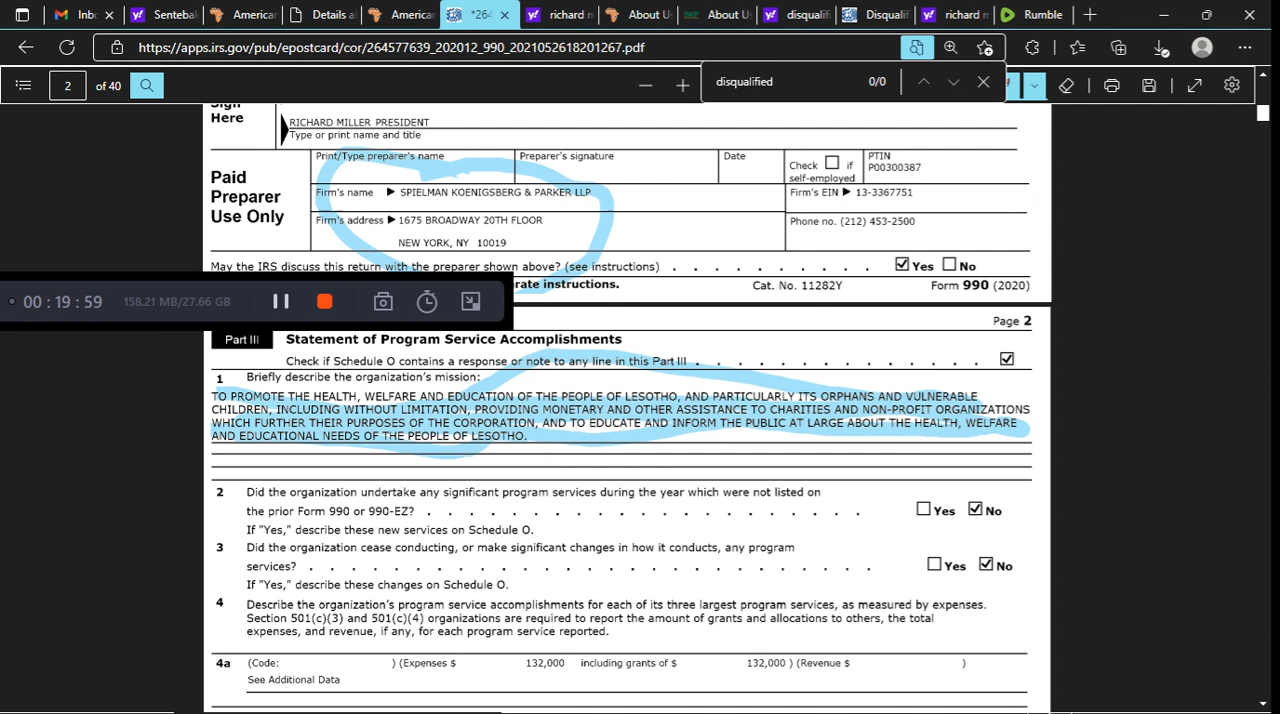 Inbo
Sentebal
American
Details a
American
*264
richard m
About Us
About Us
disqualifi
Disqualif
richard m
Rumble
https://apps.irs.gov/pub/epostcard/cor/264577639_202012_990_2021052618201267.pdf
2 of 40
disqualified 0/0
Sign
Here
RICHARD MILLER PRESIDENT
Type or print name and title
Paid
Preparer
Use Only
Print/Type preparer's name
Preparer's signature
Date
Check if
self-employed
PTIN
P00300387
Firm's name SPIELMAN KOENIGSBERG & PARKER LLP
Firm's EIN 13-3367751
Firm's address 1675 BROADWAY 20TH FLOOR
Phone no. (212) 453-2500
NEW YORK, NY 10019
May the IRS discuss this return with the preparer shown above? (see instructions) . . . . . . . . . . Yes No
00:19:59 158.21 MB/27.66 GB
rate instructions. Cat. No. 11282Y Form 990 (2020)
Page 2
Part III Statement of Program Service Accomplishments
Check if Schedule O contains a response or note to any line in this Part III . . . . . . . . . . . . . .
1 Briefly describe the organization's mission:
TO PROMOTE THE HEALTH, WELFARE AND EDUCATION OF THE PEOPLE OF LESOTHO, AND PARTICULARLY ITS ORPHANS AND VULNERABLE
CHILDREN, INCLUDING WITHOUT LIMITATION, PROVIDING MONETARY AND OTHER ASSISTANCE TO CHARITIES AND NON-PROFIT ORGANIZATIONS
WHICH FURTHER THEIR PURPOSES OF THE CORPORATION, AND TO EDUCATE AND INFORM THE PUBLIC AT LARGE ABOUT THE HEALTH, WELFARE
AND EDUCATIONAL NEEDS OF THE PEOPLE OF LESOTHO.
2 Did the organization undertake any significant program services during the year which were not listed on
the prior Form 990 or 990-EZ? . . . . . . . . . . . . . . . . . Yes No
If "Yes," describe these new services on Schedule O.
3 Did the organization cease conducting, or make significant changes in how it conducts, any program
services? . . . . . . . . . . . . . . . . . . . . . . Yes No
If "Yes," describe these changes on Schedule O.
4 Describe the organization's program service accomplishments for each of its three largest program services, as measured by expenses.
Section 501(c)(3) and 501(c)(4) organizations are required to report the amount of grants and allocations to others, the total
expenses, and revenue, if any, for each program service reported.
4a (Code: ) (Expenses $ 132,000 including grants of $ 132,000 ) (Revenue $ )
See Additional Data